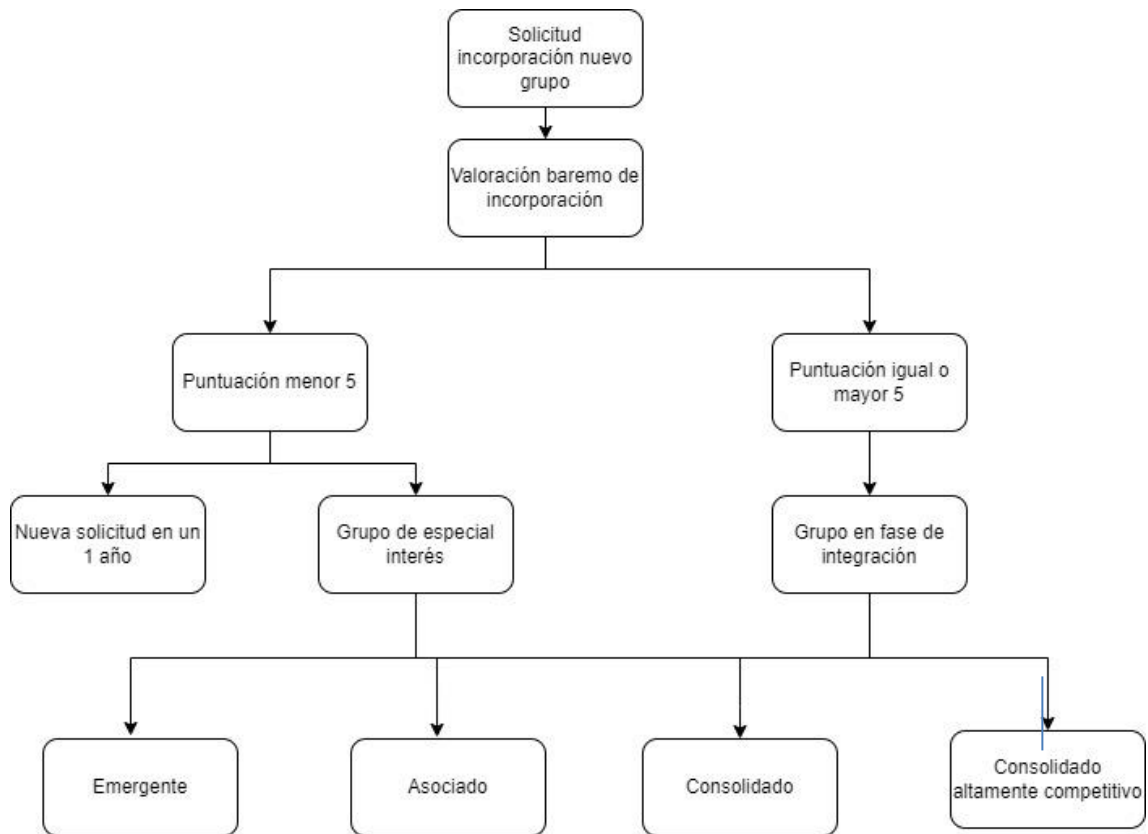 Solicitud
incorporación nuevo
grupo
Valoración baremo de
incorporación
Puntuación menor 5
Puntuación igual o
mayor 5
Nueva solicitud en un
1 año
Grupo de especial
interés
Grupo en fase de
integración
Emergente
Asociado
Consolidado
Consolidado
altamente competitivo